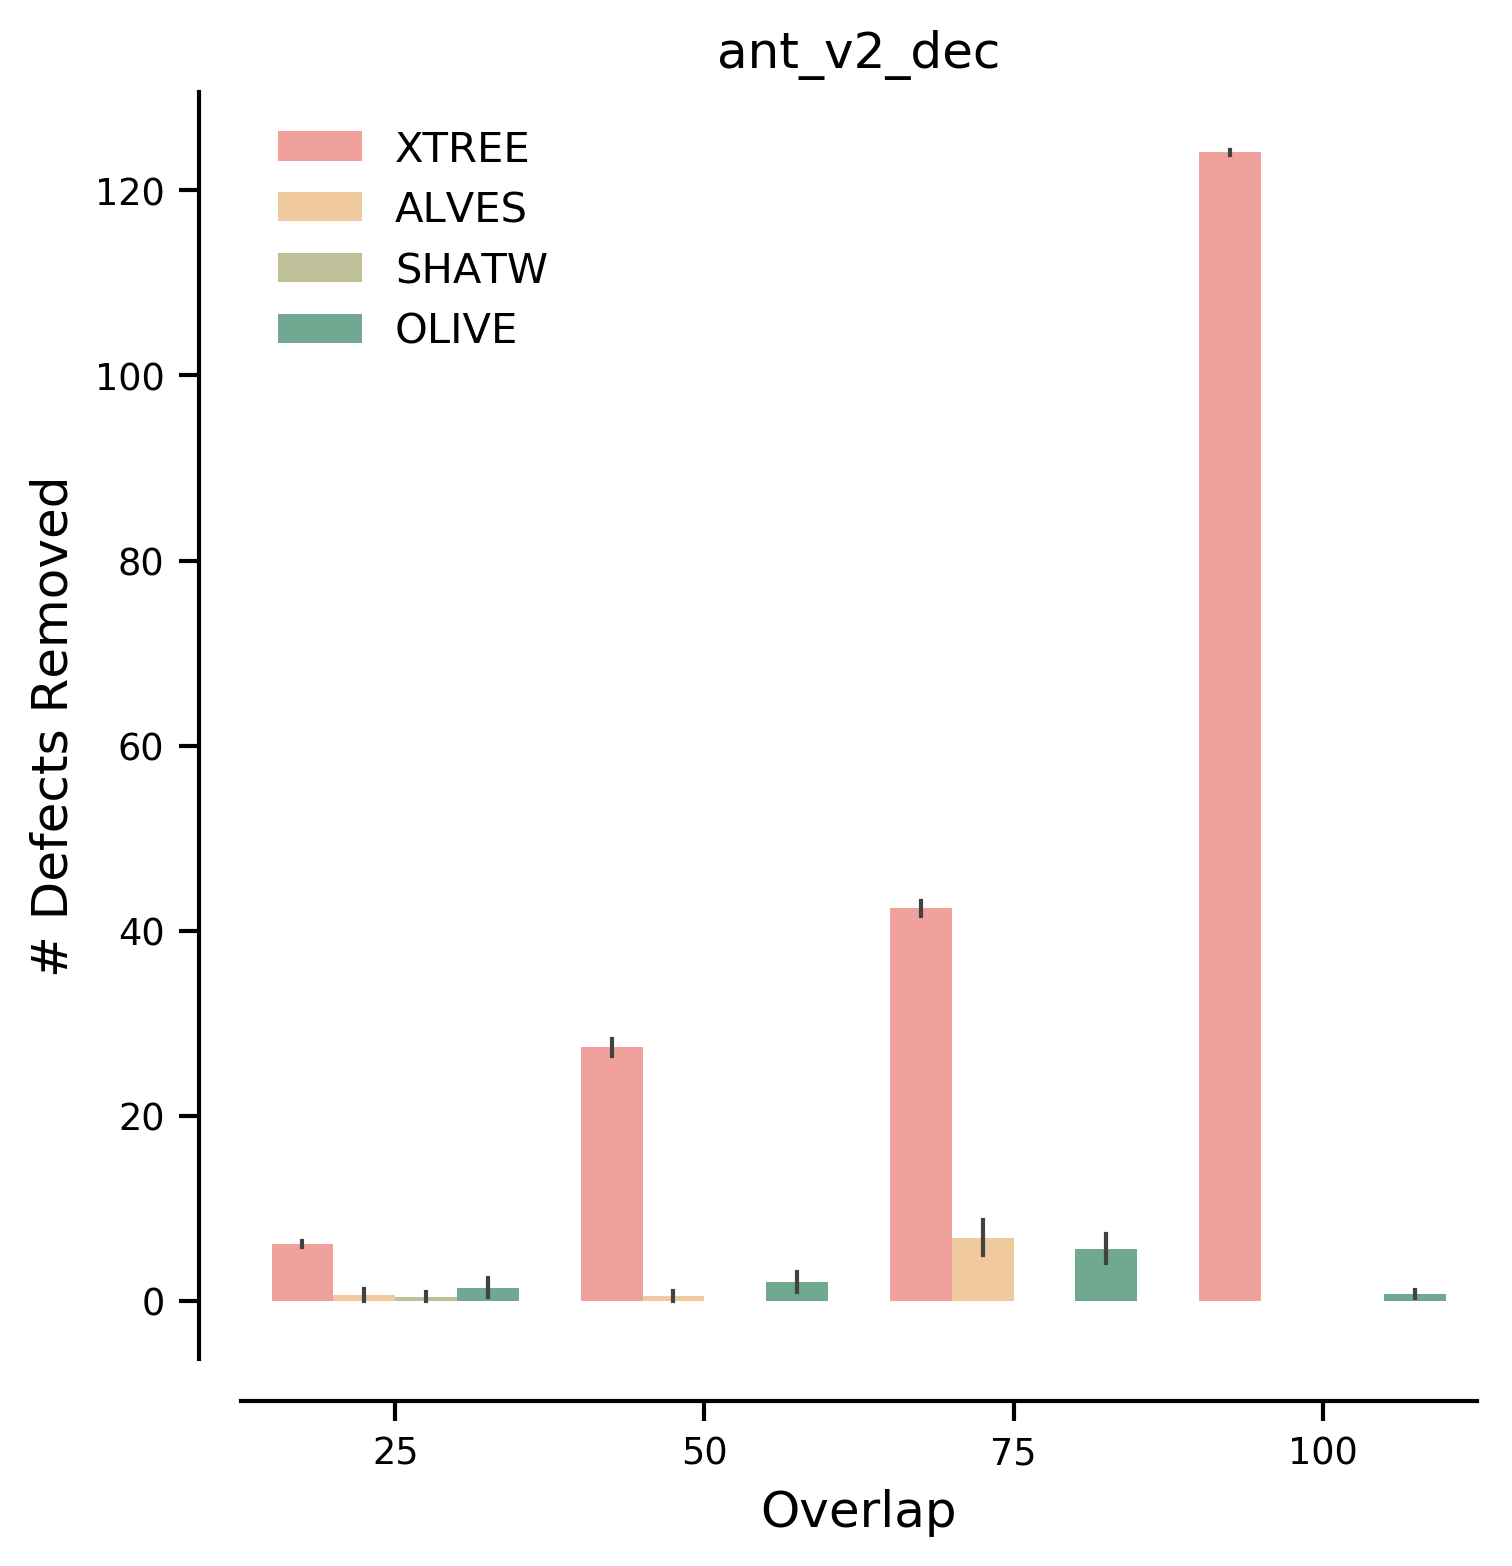 ant_v2_dec
XTREE
ALVES
SHATW
OLIVE
# Defects Removed
120
100
80
60
40
20
0
25 50 75 100
Overlap